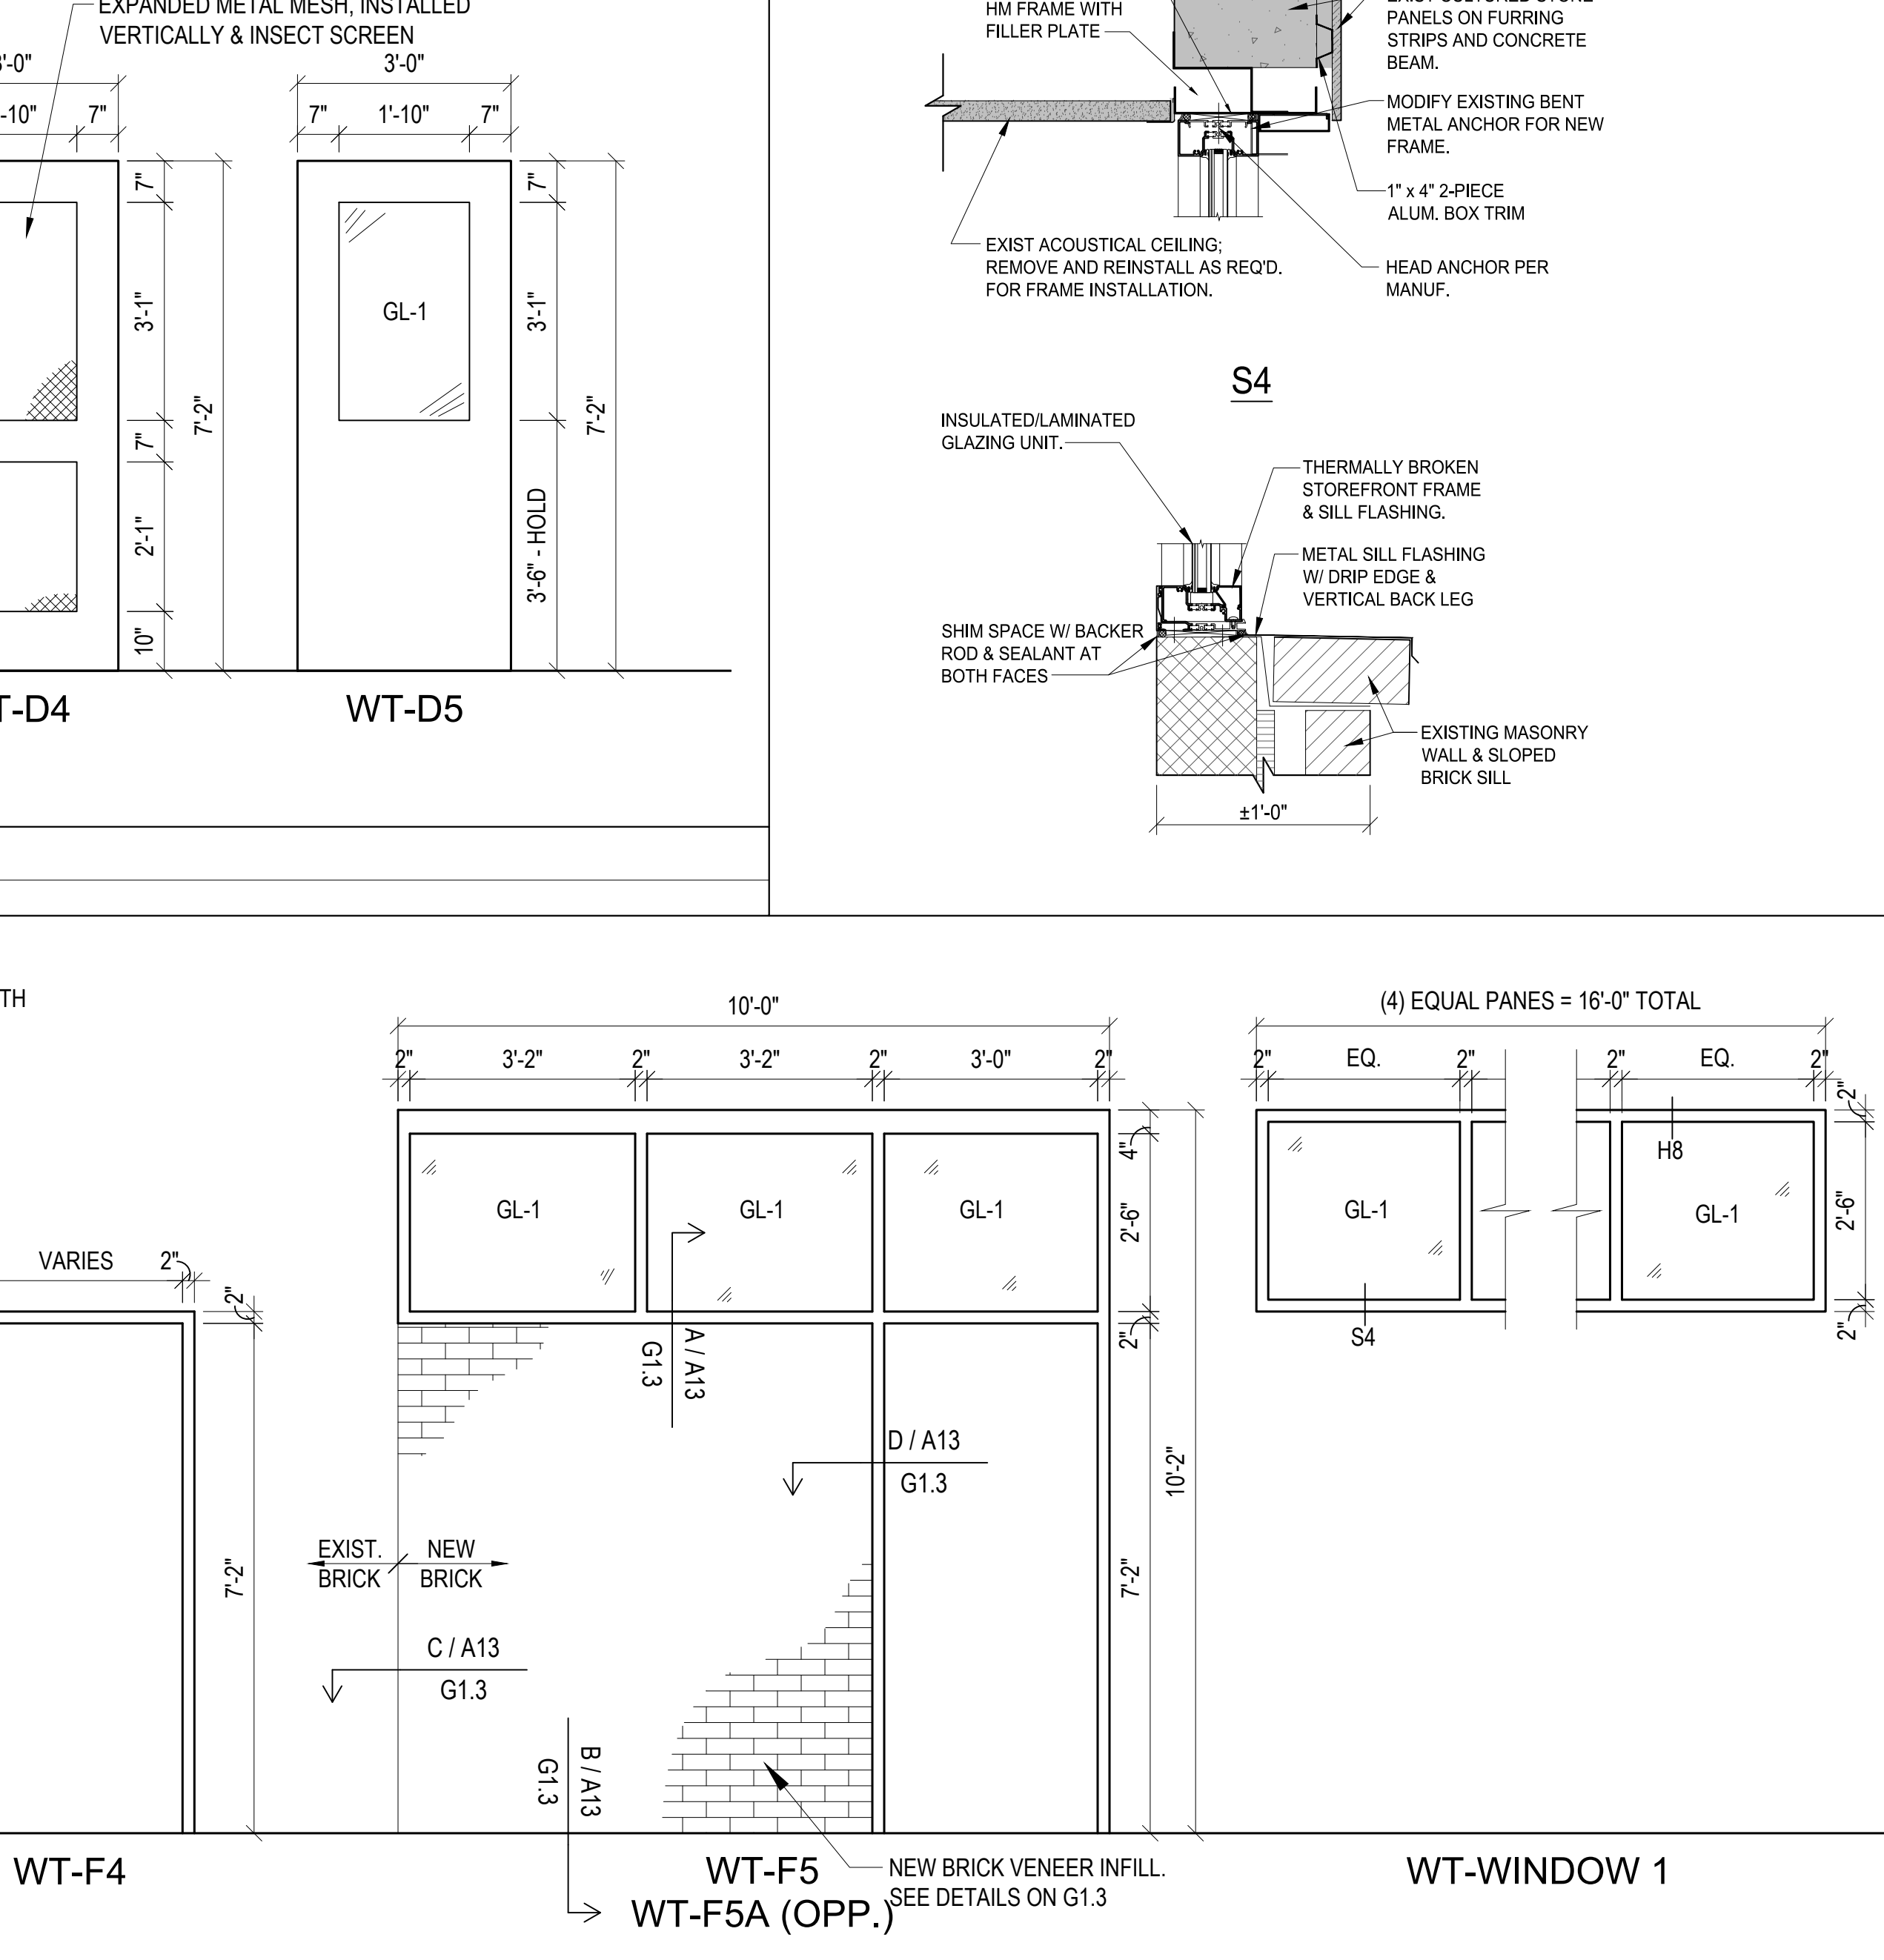 EXPANDED METAL MESH, INSTALLED
VERTICALLY & INSECT SCREEN
'-0"
-10"
7"
7"
3'-1"
7"
2'-1"
10"
7'-2"
T-D4
3'-0"
7"
1'-10"
7"
GL-1
7"
3'-1"
3'-6" - HOLD
7'-2"
WT-D5
HM FRAME WITH
FILLER PLATE
PANELS ON FURRING
STRIPS AND CONCRETE
BEAM.
MODIFY EXISTING BENT
METAL ANCHOR FOR NEW
FRAME.
1" x 4" 2-PIECE
ALUM. BOX TRIM
EXIST ACOUSTICAL CEILING;
REMOVE AND REINSTALL AS REQ'D.
FOR FRAME INSTALLATION.
HEAD ANCHOR PER
MANUF.
S4
INSULATED/LAMINATED
GLAZING UNIT.
THERMALLY BROKEN
STOREFRONT FRAME
& SILL FLASHING.
METAL SILL FLASHING
W/ DRIP EDGE &
VERTICAL BACK LEG
SHIM SPACE W/ BACKER
ROD & SEALANT AT
BOTH FACES
EXISTING MASONRY
WALL & SLOPED
BRICK SILL
±1'-0"
TH
VARIES
2"
2"
7'-2"
WT-F4
10'-0"
2"
3'-2"
2"
3'-2"
2"
3'-0"
2"
GL-1
GL-1
GL-1
4"
2'-6"
2"
7'-2"
10'-2"
A / A13
G1.3
D / A13
G1.3
EXIST.
BRICK
NEW
BRICK
C / A13
G1.3
B / A13
G1.3
NEW BRICK VENEER INFILL.
SEE DETAILS ON G1.3
WT-F5
WT-F5A (OPP.)
(4) EQUAL PANES = 16'-0" TOTAL
2"
EQ.
2"
2"
EQ.
2"
2"
2'-6"
2"
H8
GL-1
GL-1
S4
WT-WINDOW 1